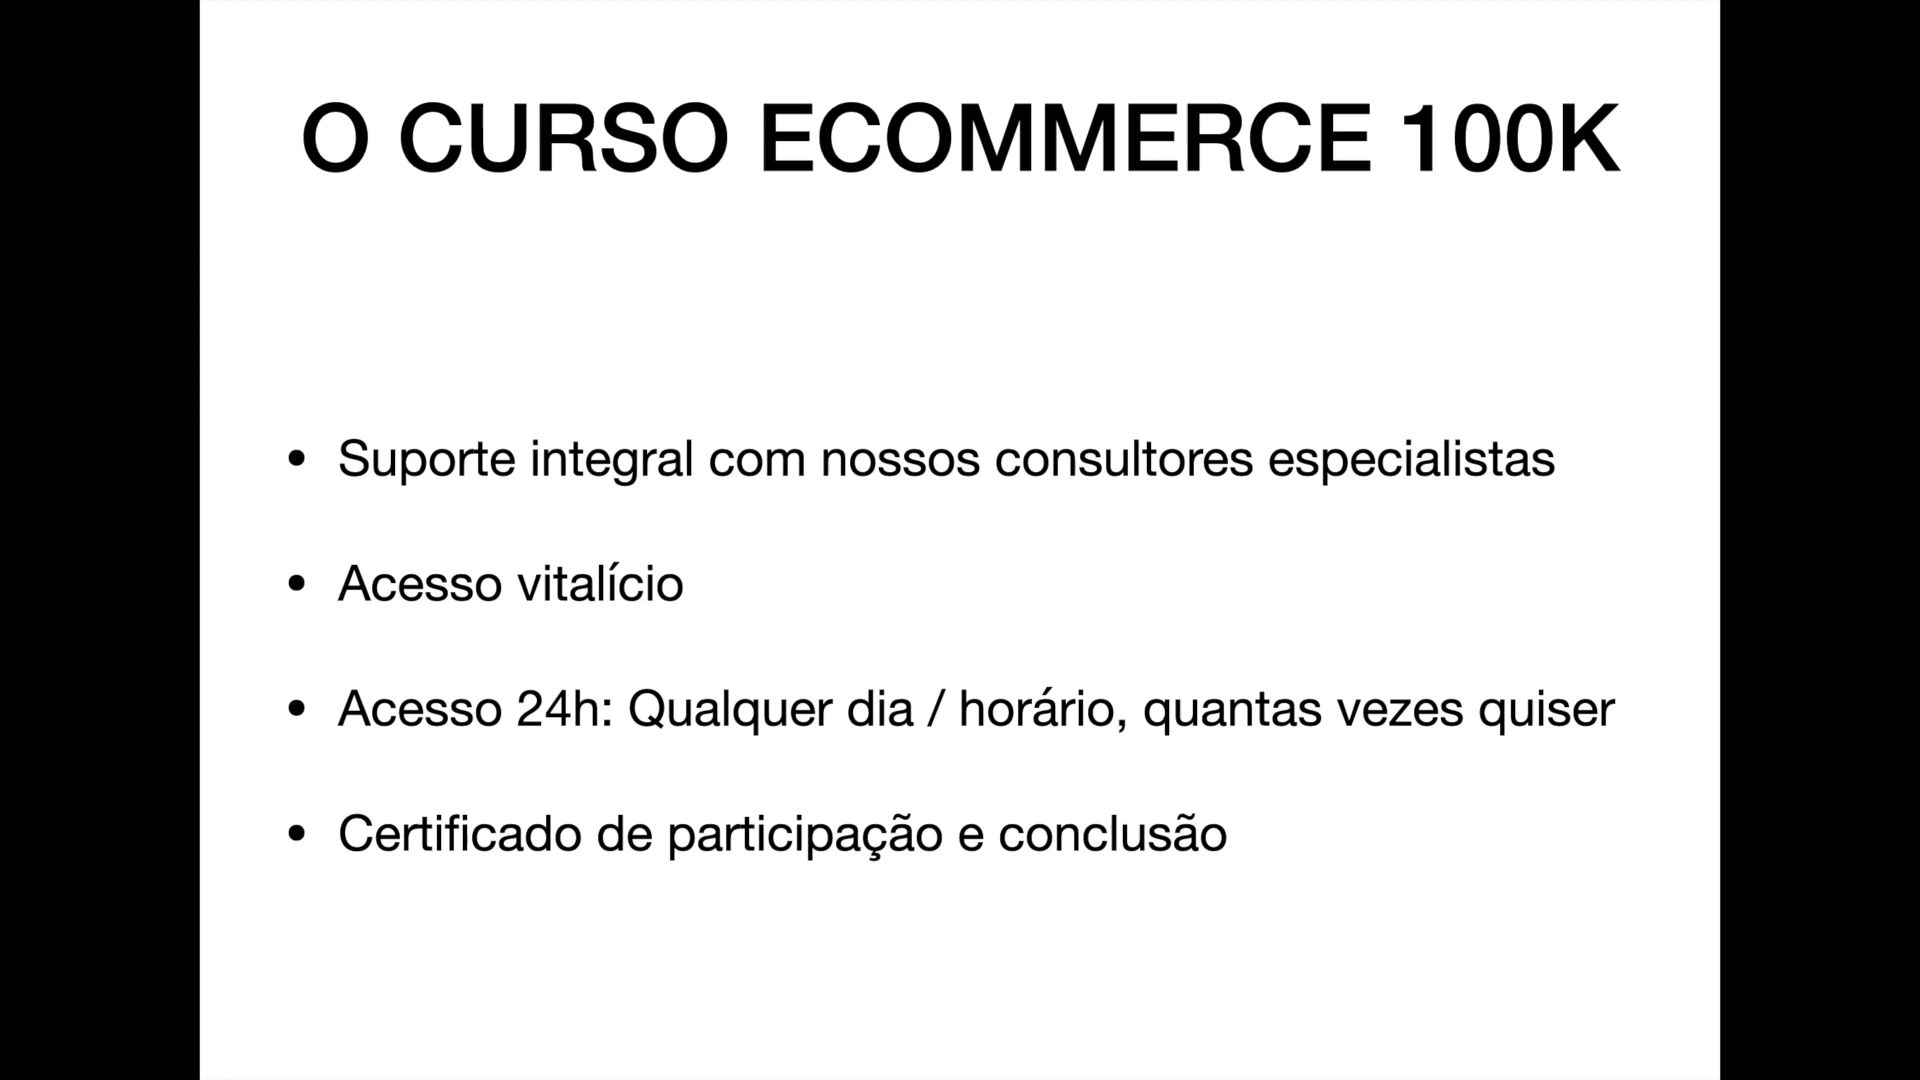 O CURSO ECOMMERCE 100K
• Suporte integral com nossos consultores especialistas
• Acesso vitalício
• Acesso 24h: Qualquer dia / horário, quantas vezes quiser
• Certificado de participação e conclusão